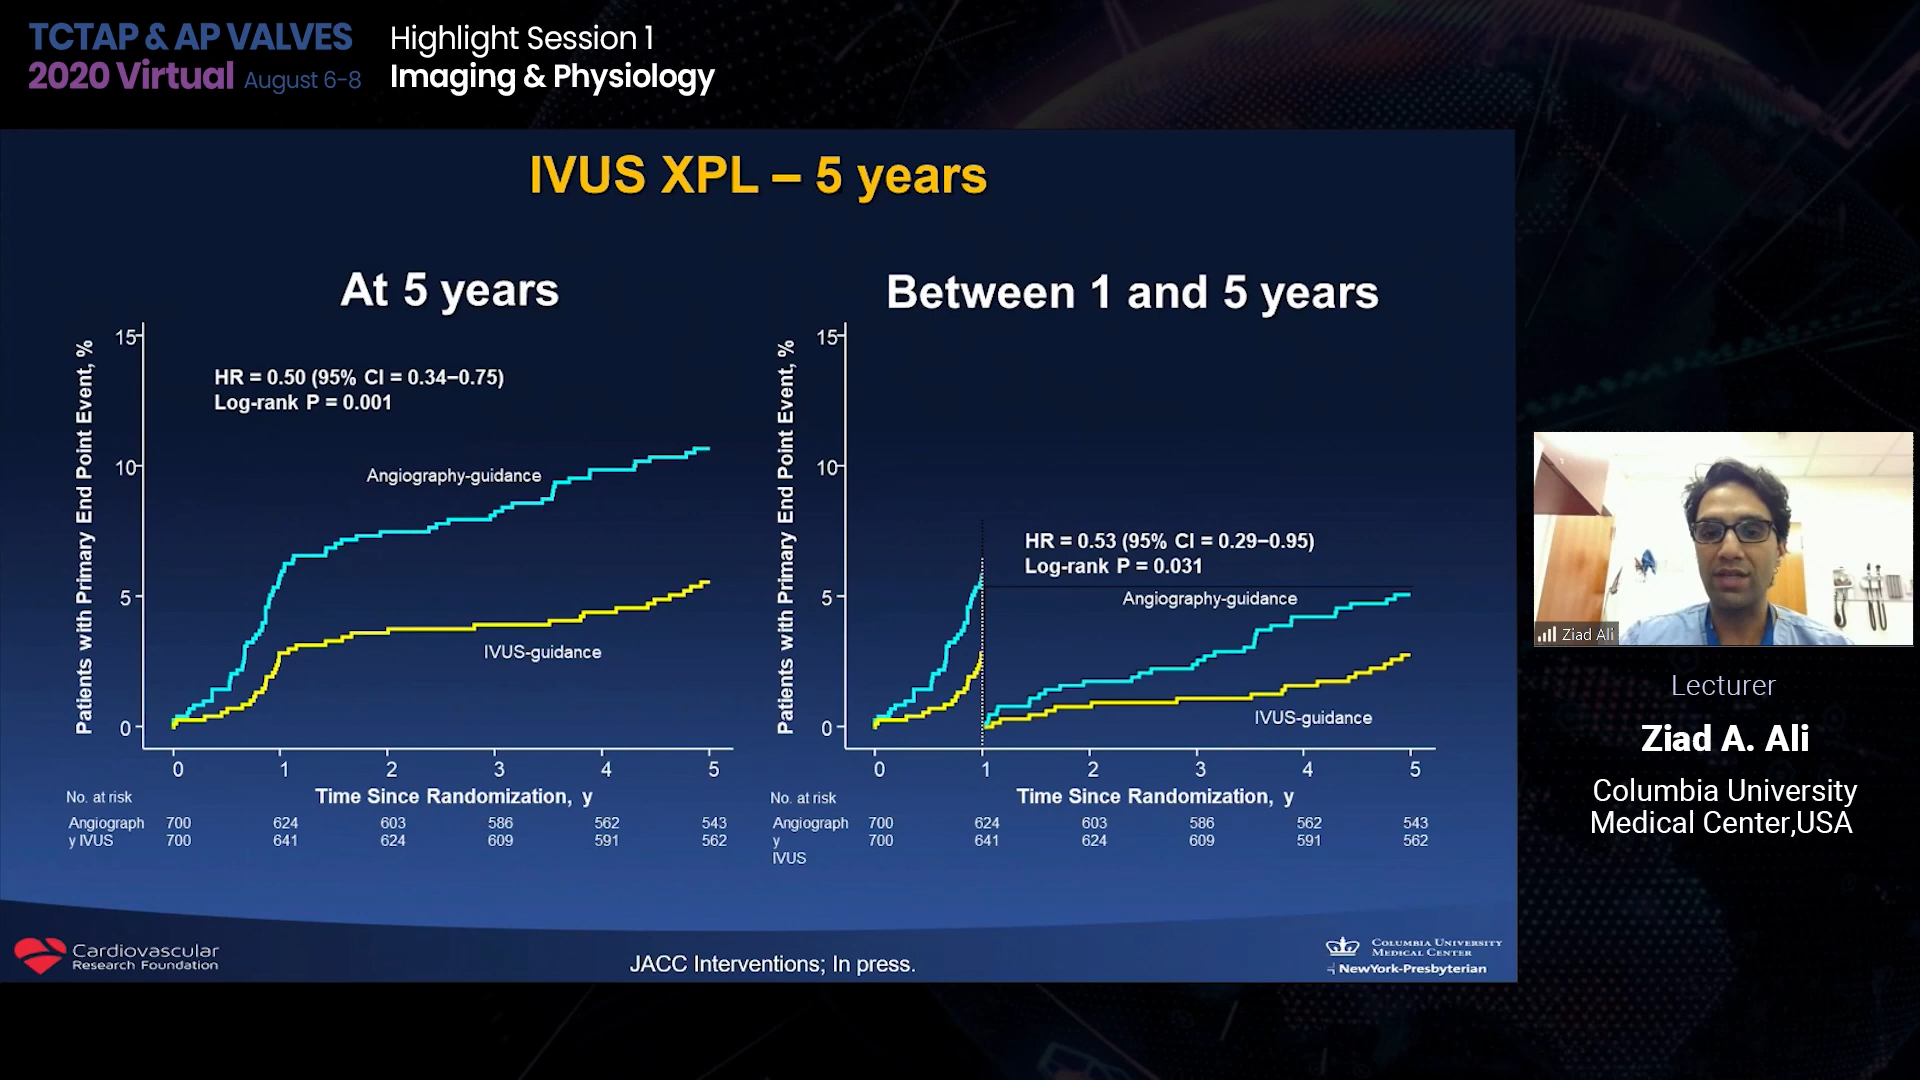 TCTAP & AP VALVES
2020 Virtual August 6-8
Highlight Session 1
Imaging & Physiology
IVUS XPL – 5 years
At 5 years
15
10
5
0
Patients with Primary End Point Event, %
HR = 0.50 (95% CI = 0.34–0.75)
Log-rank P = 0.001
Angiography-guidance
IVUS-guidance
0 1 2 3 4 5
No. at risk
Time Since Randomization, y
Angiograph 700 624 603 586 562 543
y IVUS 700 641 624 609 591 562
Between 1 and 5 years
15
10
5
0
Patients with Primary End Point Event, %
HR = 0.53 (95% CI = 0.29–0.95)
Log-rank P = 0.031
Angiography-guidance
IVUS-guidance
0 1 2 3 4 5
No. at risk
Time Since Randomization, y
Angiograph 700 624 603 586 562 543
y 700 641 624 609 591 562
IVUS
Cardiovascular
Research Foundation
JACC Interventions; In press.
COLUMBIA UNIVERSITY
MEDICAL CENTER
NewYork-Presbyterian
Ziad Ali
Lecturer
Ziad A. Ali
Columbia University
Medical Center,USA